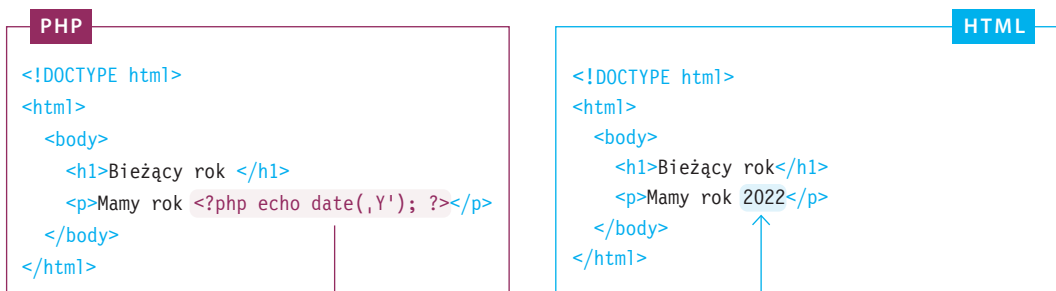 PHP
<!DOCTYPE html>
<html>
<body>
<h1>Bieżący rok </h1>
<p>Mamy rok <?php echo date(‚Y'); ?></p>
</body>
</html>
HTML
<!DOCTYPE html>
<html>
<body>
<h1>Bieżący rok</h1>
<p>Mamy rok 2022</p>
</body>
</html>